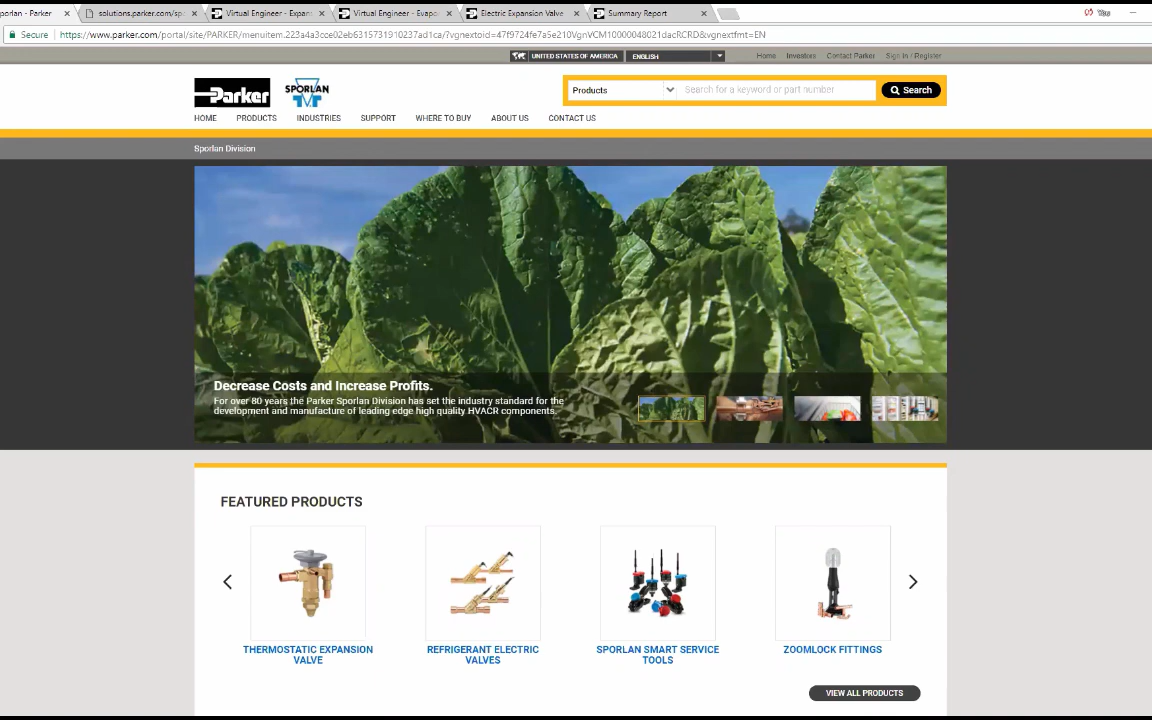 porlan - Parker
solutions.parker.com/sp
Virtual Engineer - Expan
Virtual Engineer - Evapo
Electric Expansion Valve
Summary Report
You
Secure
https://www.parker.com/portal/site/PARKER/menuitem.223a4a3cce02eb6315731910237ad1ca/?vgnextoid=47f9724fe7a5e210VgnVCM10000048021dacRCRD&vgnextfmt=EN
UNITED STATES OF AMERICA
ENGLISH
Home
Investors
Contact Parker
Sign In / Register
Parker
SPORLAN
Products
Search for a keyword or part number
Search
HOME
PRODUCTS
INDUSTRIES
SUPPORT
WHERE TO BUY
ABOUT US
CONTACT US
Sporlan Division
Decrease Costs and Increase Profits.
For over 80 years the Parker Sporlan Division has set the industry standard for the
development and manufacture of leading edge high quality HVACR components.
FEATURED PRODUCTS
THERMOSTATIC EXPANSION
VALVE
REFRIGERANT ELECTRIC
VALVES
SPORLAN SMART SERVICE
TOOLS
ZOOMLOCK FITTINGS
VIEW ALL PRODUCTS